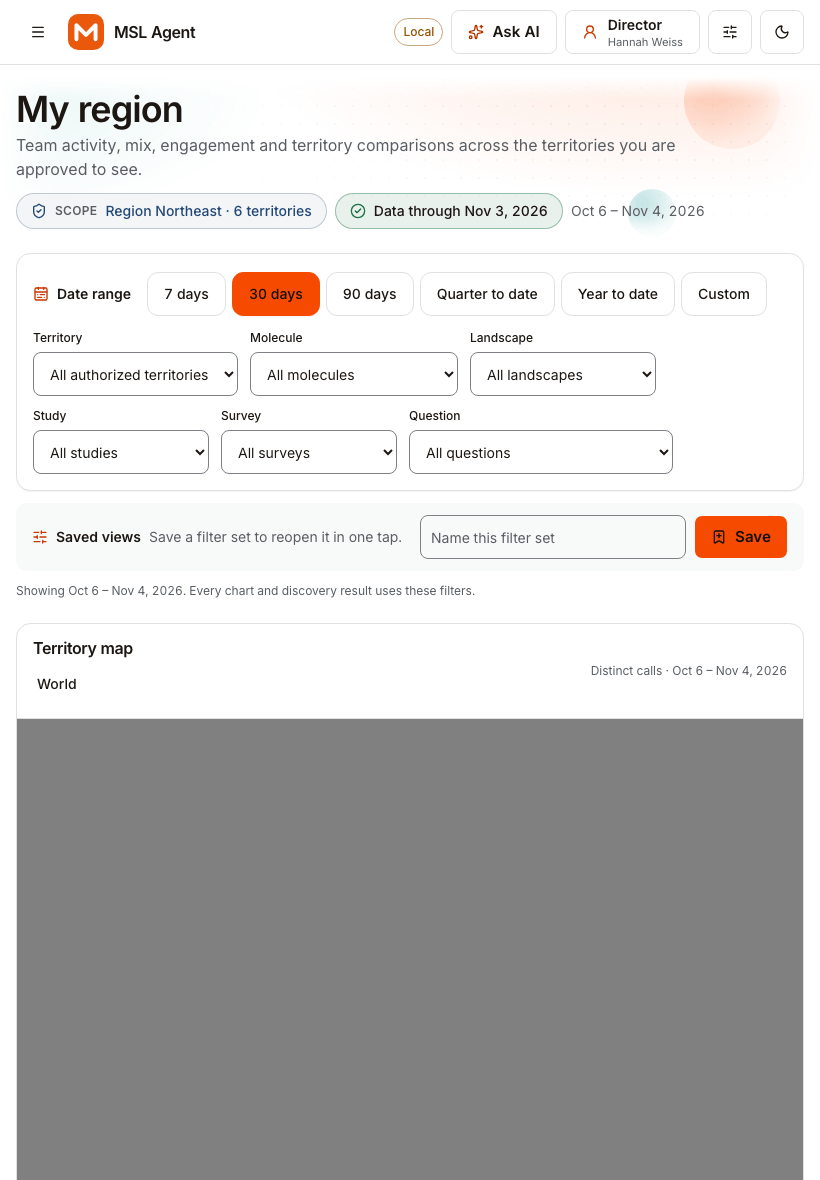 MSL Agent
Local
Ask AI
Director
Hannah Weiss
My region
Team activity, mix, engagement and territory comparisons across the territories you are
approved to see.
SCOPE Region Northeast · 6 territories
Data through Nov 3, 2026
Oct 6 – Nov 4, 2026
Date range
7 days
30 days
90 days
Quarter to date
Year to date
Custom
Territory
Molecule
Landscape
All authorized territories
All molecules
All landscapes
Study
Survey
Question
All studies
All surveys
All questions
Saved views
Save a filter set to reopen it in one tap.
Name this filter set
Save
Showing Oct 6 – Nov 4, 2026. Every chart and discovery result uses these filters.
Territory map
Distinct calls · Oct 6 – Nov 4, 2026
World